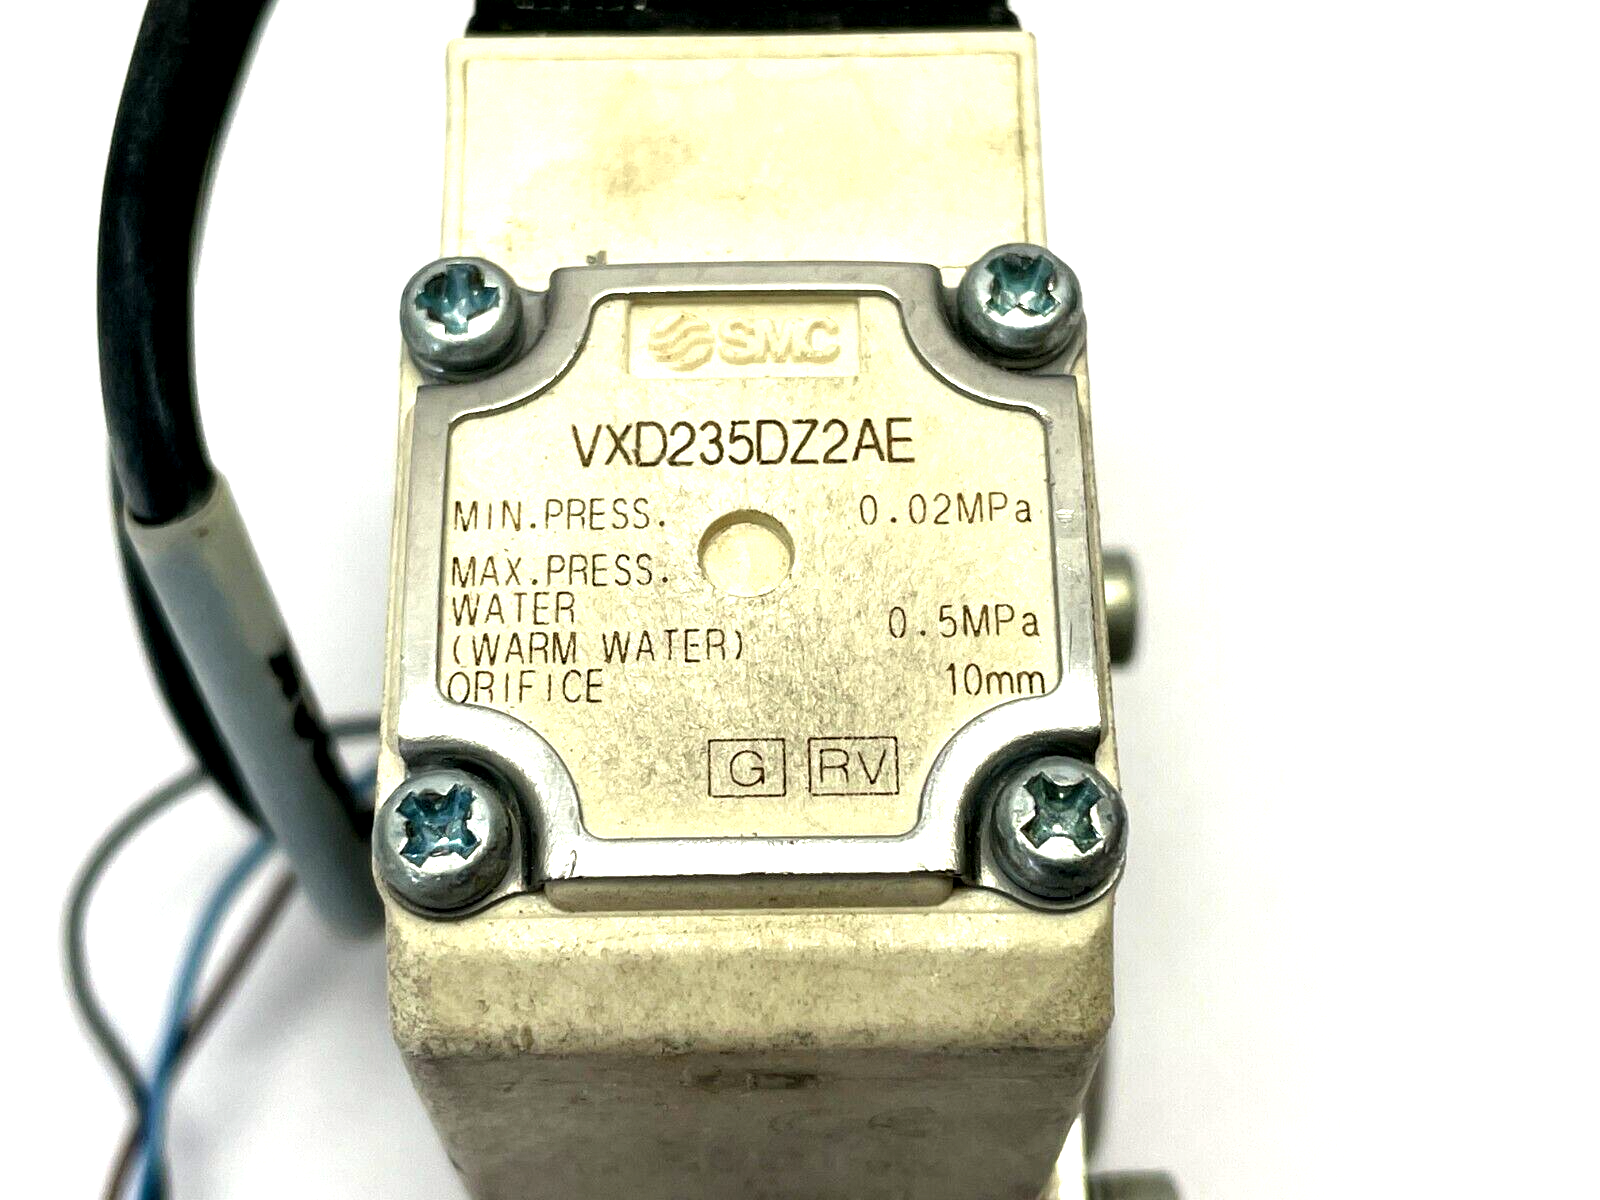 SMC
VXD235DZ2AE
MIN.PRESS. 0.02MPa
MAX.PRESS.
WATER
(WARM WATER) 0.5MPa
ORIFICE 10mm
G RV